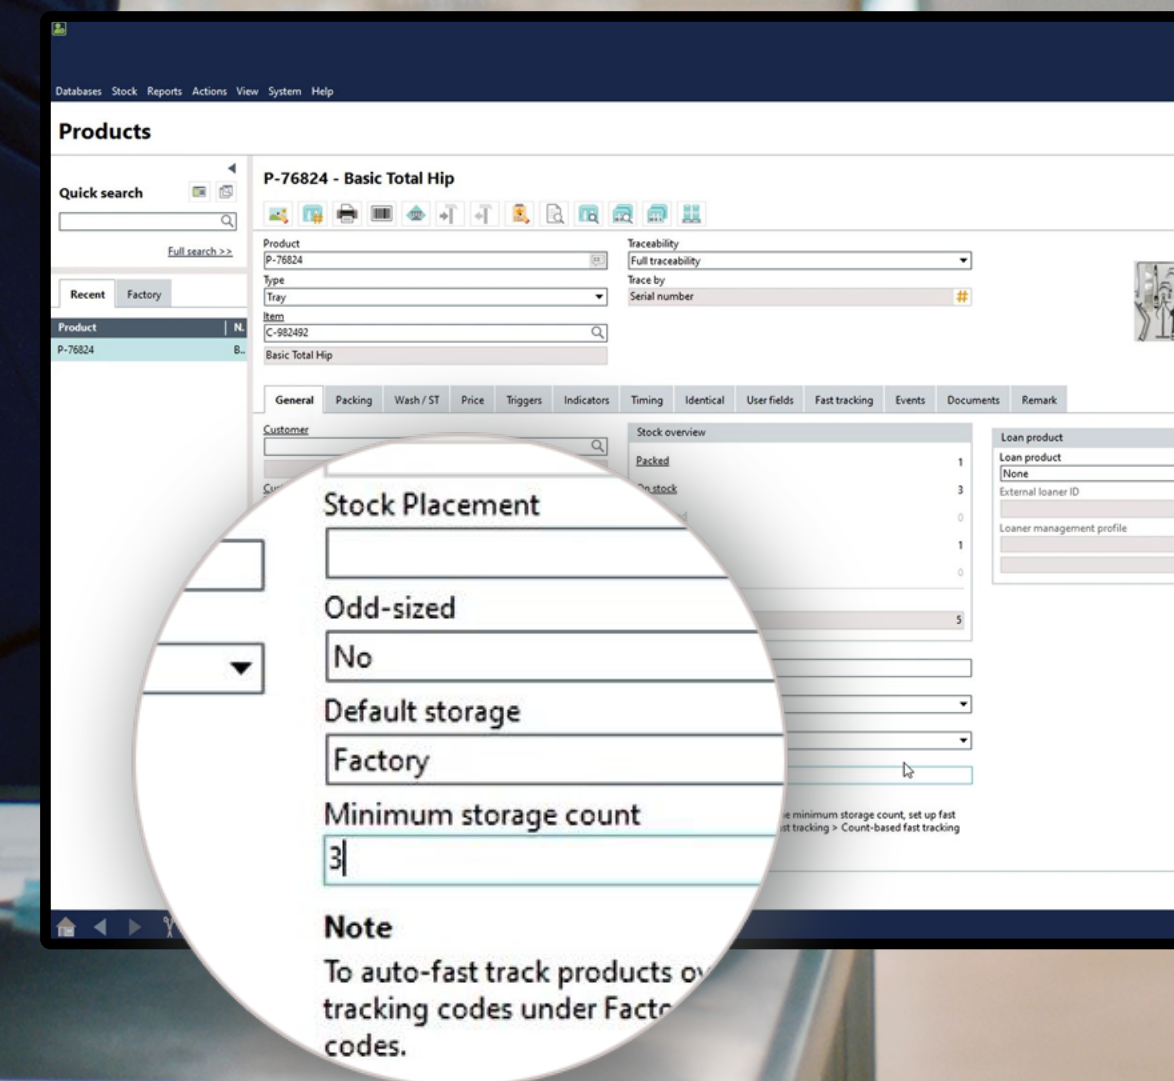 Databases Stock Reports Actions View System Help
Products
Quick search
Full search >>
Recent Factory
Product N.
P-76824 B..
P-76824 - Basic Total Hip
Product
P-76824
Type
Tray
Item
C-982492
Basic Total Hip
Traceability
Full traceability
Trace by
Serial number
#
General Packing Wash / ST Price Triggers Indicators Timing Identical User fields Fast tracking Events Documents Remark
Customer
Stock overview
Packed 1
On stock 3
0
1
0
5
Loan product
Loan product
None
External loaner ID
Loaner management profile
Stock Placement
Odd-sized
No
Default storage
Factory
Minimum storage count
3
Note
To auto-fast track products
tracking codes under
codes.
minimum storage count, set up fast
tracking > Count-based fast tracking